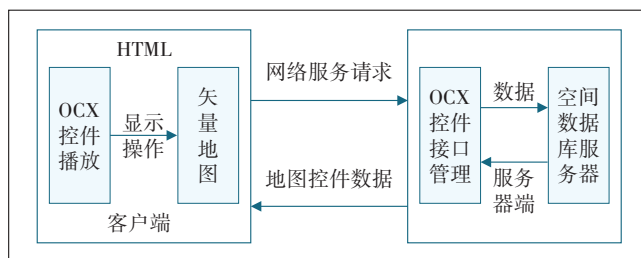 HTML
OCX
控件
播放
显示
操作
矢
量
地
图
客户端
网络服务请求
地图控件数据
OCX
控件
接口
管理
数据
服务
器端
空间
数据
库服
务器